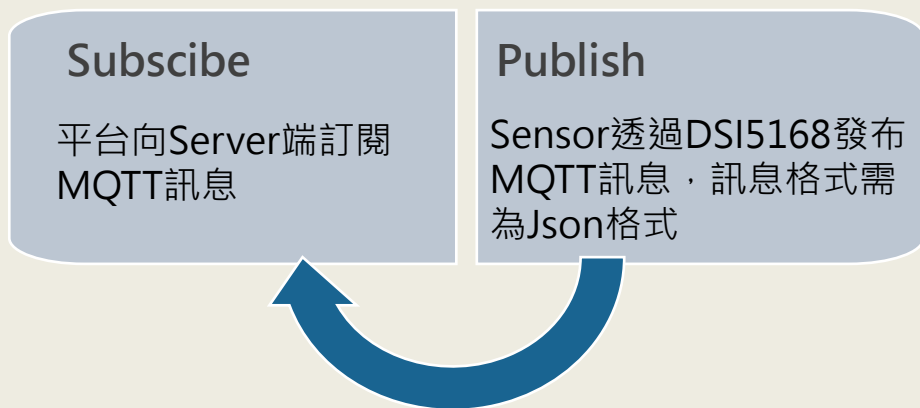 Subscibe
平台向Server端訂閱
MQTT訊息
Publish
Sensor透過DSI5168發布
MQTT訊息，訊息格式需
為Json格式